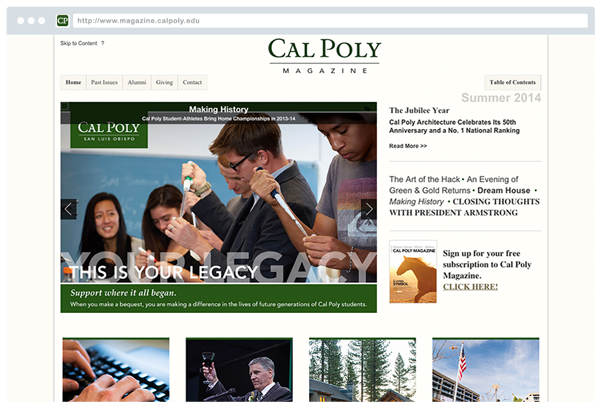 CP http://www.magazine.calpoly.edu
Skip to Content ?
CAL POLY
MAGAZINE
Home Past Issues Alumni Giving Contact Table of Contents
Summer 2014
Making History
Cal Poly Student-Athletes Bring Home Championships in 2013-14
CAL POLY
SAN LUIS OBISPO
YOUR LEGACY
THIS IS YOUR LEGACY
Support where it all began.
When you make a bequest, you are making a difference in the lives of future generations of Cal Poly students.
The Jubilee Year
Cal Poly Architecture Celebrates Its 50th
Anniversary and a No. 1 National Ranking
Read More >>
The Art of the Hack • An Evening of
Green & Gold Returns • Dream House •
Making History • CLOSING THOUGHTS
WITH PRESIDENT ARMSTRONG
CAL POLY MAGAZINE
SYMBOL
Sign up for your free
subscription to Cal Poly
Magazine.
CLICK HERE!